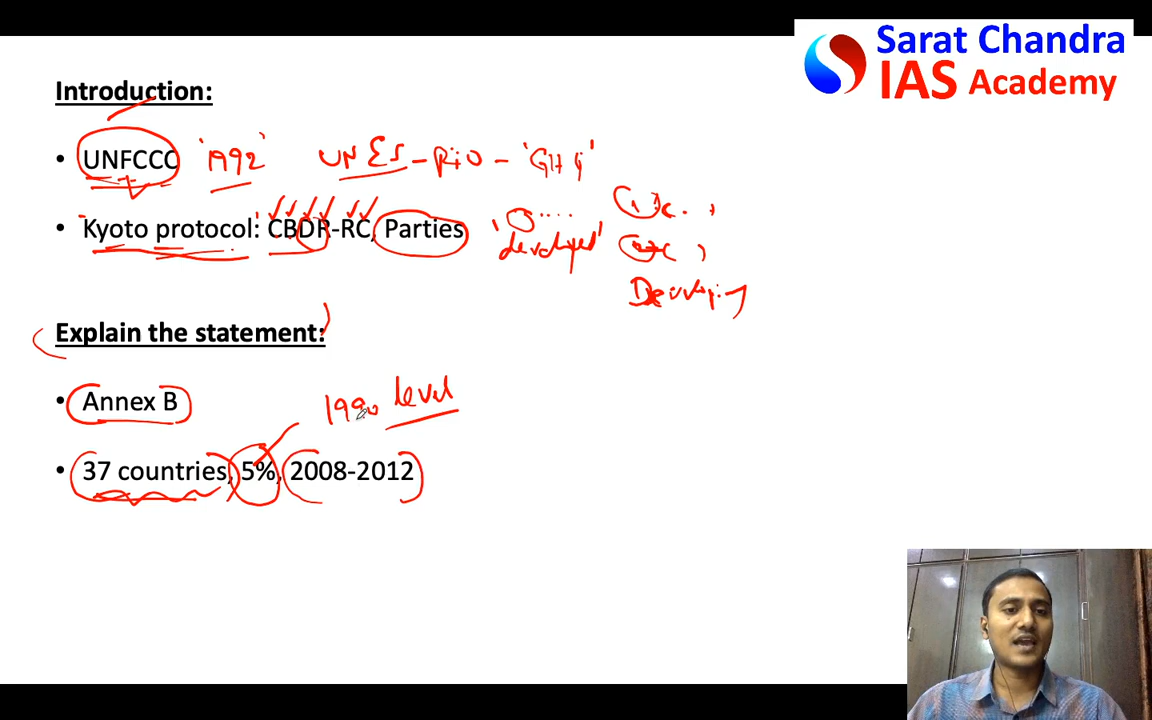 Sarat Chandra
IAS Academy
Introduction:
• UNFCCC '1992' UNES - RIO - 'GHG'
• Kyoto protocol: CBDR-RC, Parties
developed'
Developing
Explain the statement:
• Annex B
1990 level
• 37 countries, 5%, 2008-2012